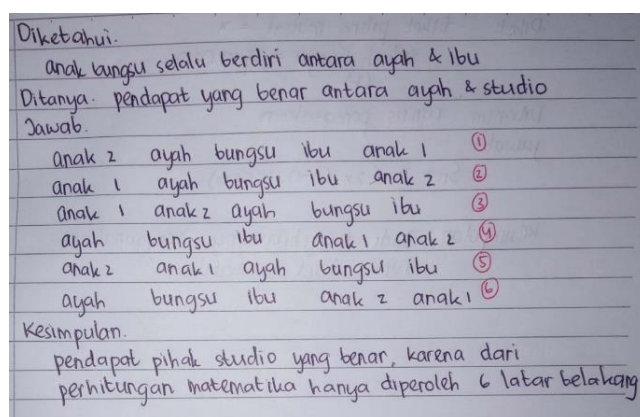 Diketahui.
anak bungsu selalu berdiri antara ayah & ibu
Ditanya. pendapat yang benar antara ayah & studio
Jawab.
anak 2 ayah bungsu ibu anak 1 ①
anak 1 ayah bungsu ibu anak 2 ②
anak 1 anak 2 ayah bungsu ibu ③
ayah bungsu ibu anak 1 anak 2 ④
anak 2 anak 1 ayah bungsu ibu ⑤
ayah bungsu ibu anak 2 anak 1 ⑥
Kesimpulan.
pendapat pihak studio yang benar, karena dari
perhitungan matematika hanya diperoleh 6 latar belakang